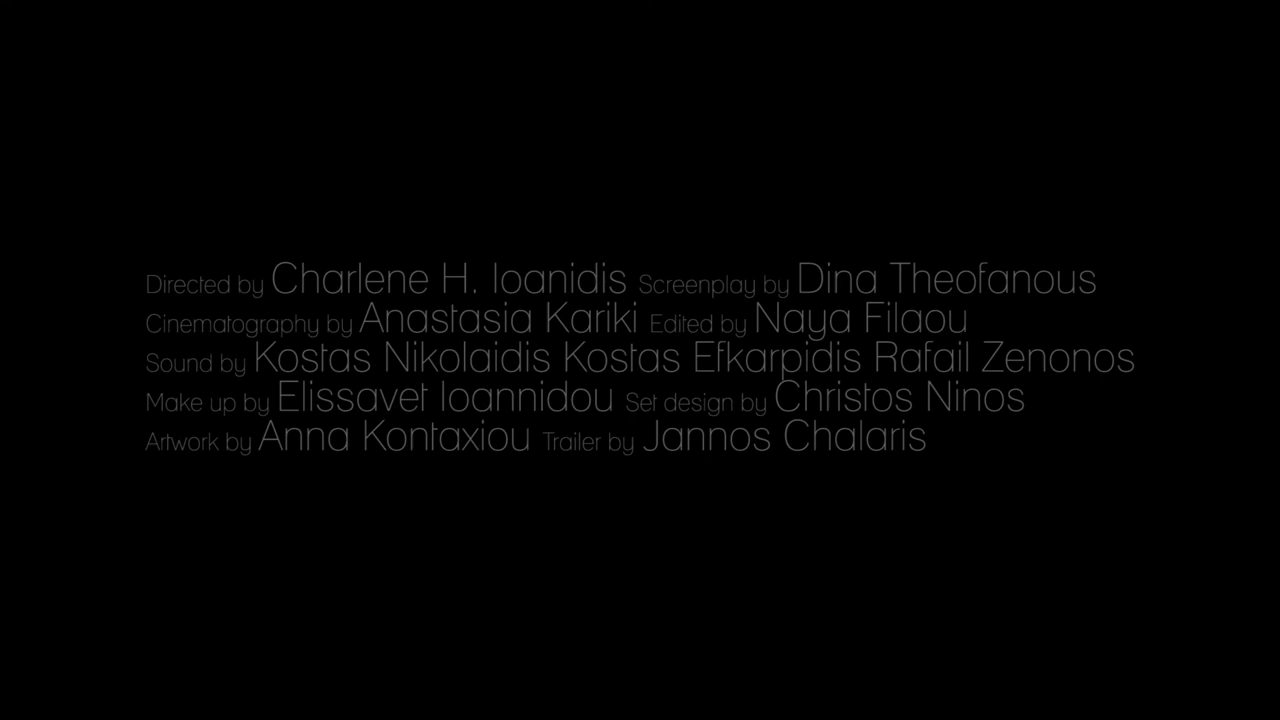 Directed by Charlene H. Ioanidis Screenplay by Dina Theofanous
Cinematography by Anastasia Kariki Edited by Naya Filaou
Sound by Kostas Nikolaidis Kostas Efkarpidis Rafail Zenonos
Make up by Elissavet Ioannidou Set design by Christos Ninos
Artwork by Anna Kontaxiou Trailer by Jannos Chalaris